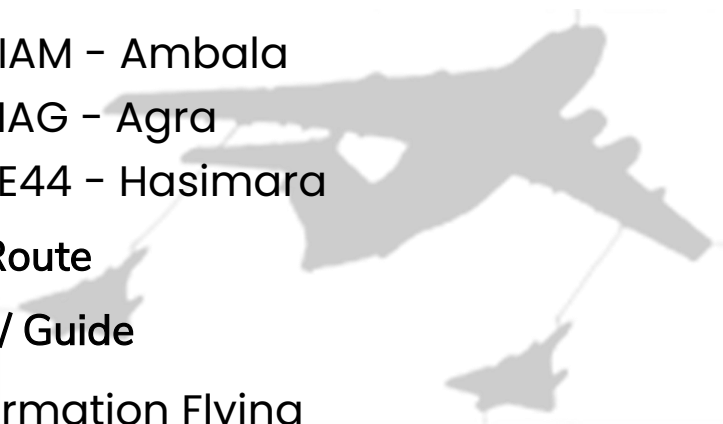 IAM - Ambala
IAG - Agra
E44 - Hasimara
Route
/ Guide
rmation Flying